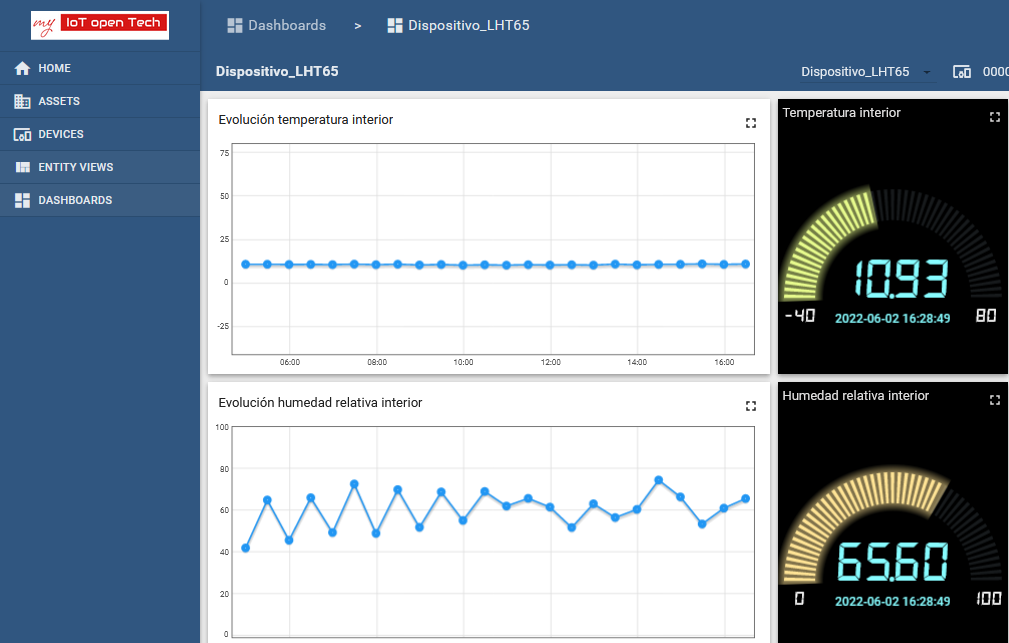 my IoT open Tech
HOME
ASSETS
DEVICES
ENTITY VIEWS
DASHBOARDS
Dashboards > Dispositivo_LHT65
Dispositivo_LHT65
Dispositivo_LHT65
0000
Evolución temperatura interior
75
50
25
0
-25
06:00 08:00 10:00 12:00 14:00 16:00
Temperatura interior
10.93
-40 2022-06-02 16:28:49 80
Evolución humedad relativa interior
100
80
60
40
20
0
Humedad relativa interior
65.60
0 2022-06-02 16:28:49 100